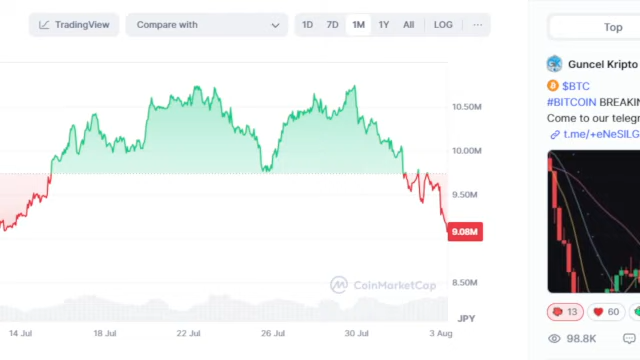 TradingView
Compare with
1D 7D 1M 1Y All LOG ...
10.50M
10.00M
9.50M
9.08M
8.50M
CoinMarketCap
JPY
14 Jul 18 Jul 22 Jul 26 Jul 30 Jul 3 Aug
Top
Guncel Kripto
$BTC
#BITCOIN BREAKIN
Come to our telegr
t.me/+eNeSILG
13 60
98.8K